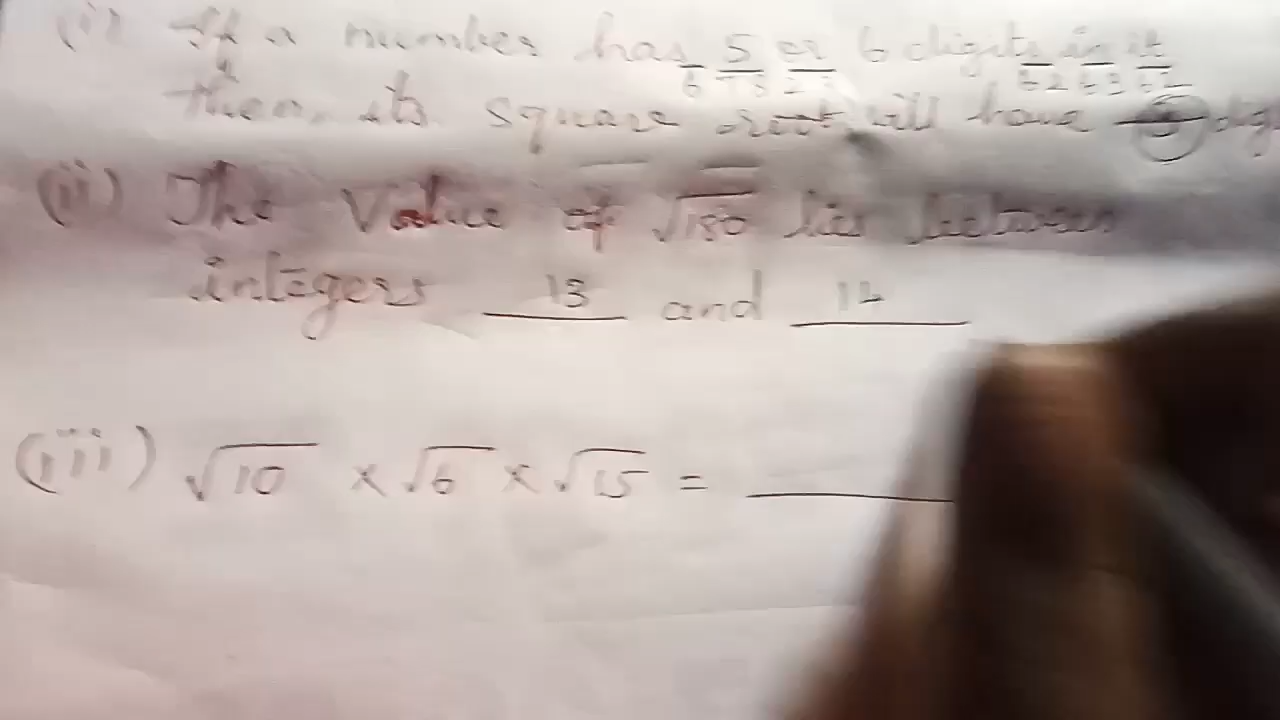 (i) If a number has 5 or 6 digits in it
then, its square root will have 3
(ii) The Value of √180 lies between
integers 13 and 14
(iii) √10 × √6 × √15 =